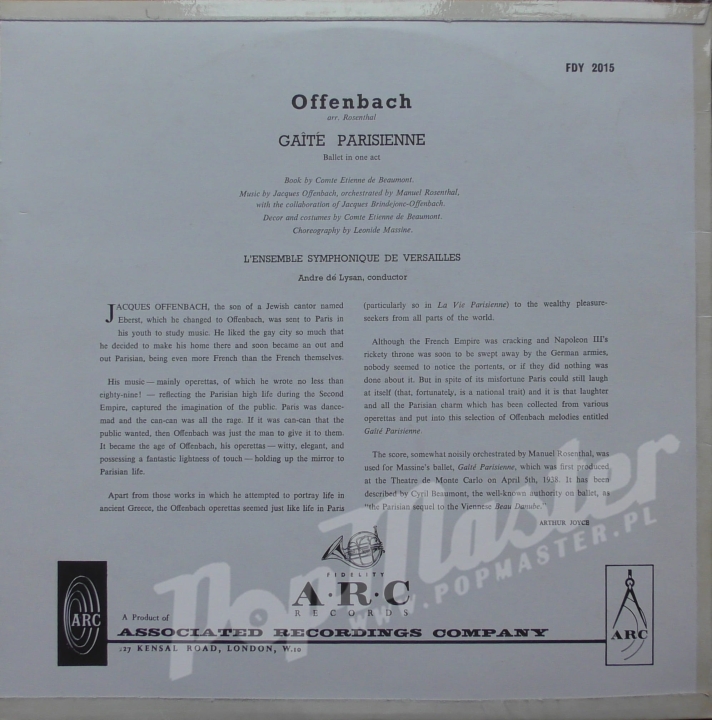 FDY 2015
Offenbach
arr. Rosenthal
GAÎTÉ PARISIENNE
Ballet in one act
Book by Comte Etienne de Beaumont.
Music by Jacques Offenbach, orchestrated by Manuel Rosenthal,
with the collaboration of Jacques Brindejonc-Offenbach.
Decor and costumes by Comte Etienne de Beaumont.
Choreography by Leonide Massine.
L'ENSEMBLE SYMPHONIQUE DE VERSAILLES
Andre dé Lysan, conductor
JACQUES OFFENBACH, the son of a Jewish cantor named
Eberst, which he changed to Offenbach, was sent to Paris in
his youth to study music. He liked the gay city so much that
he decided to make his home there and soon became an out and
out Parisian, being even more French than the French themselves.
His music — mainly operettas, of which he wrote no less than
eighty-nine! — reflecting the Parisian high life during the Second
Empire, captured the imagination of the public. Paris was dance-
mad and the can-can was all the rage. If it was can-can that the
public wanted, then Offenbach was just the man to give it to them.
It became the age of Offenbach, his operettas — witty, elegant, and
possessing a fantastic lightness of touch — holding up the mirror to
Parisian life.
Apart from those works in which he attempted to portray life in
ancient Greece, the Offenbach operettas seemed just like life in Paris
(particularly so in La Vie Parisienne) to the wealthy pleasure-
seekers from all parts of the world.
Although the French Empire was cracking and Napoleon III's
rickety throne was soon to be swept away by the German armies,
nobody seemed to notice the portents, or if they did nothing was
done about it. But in spite of its misfortune Paris could still laugh
at itself (that, fortunately, is a national trait) and it is that laughter
and all the Parisian charm which has been collected from various
operettas and put into this selection of Offenbach melodies entitled
Gaîté Parisienne.
The score, somewhat noisily orchestrated by Manuel Rosenthal, was
used for Massine's ballet, Gaîté Parisienne, which was first produced
at the Theatre de Monte Carlo on April 5th, 1938. It has been
described by Cyril Beaumont, the well-known authority on ballet, as
"the Parisian sequel to the Viennese Beau Danube."
ARTHUR JOYCE
PopMaster
WWW.POPMASTER.PL
FIDELITY
A·R·C
RECORDS
ARC
A Product of
ASSOCIATED RECORDINGS COMPANY
127 KENSAL ROAD, LONDON, W.10
ARC